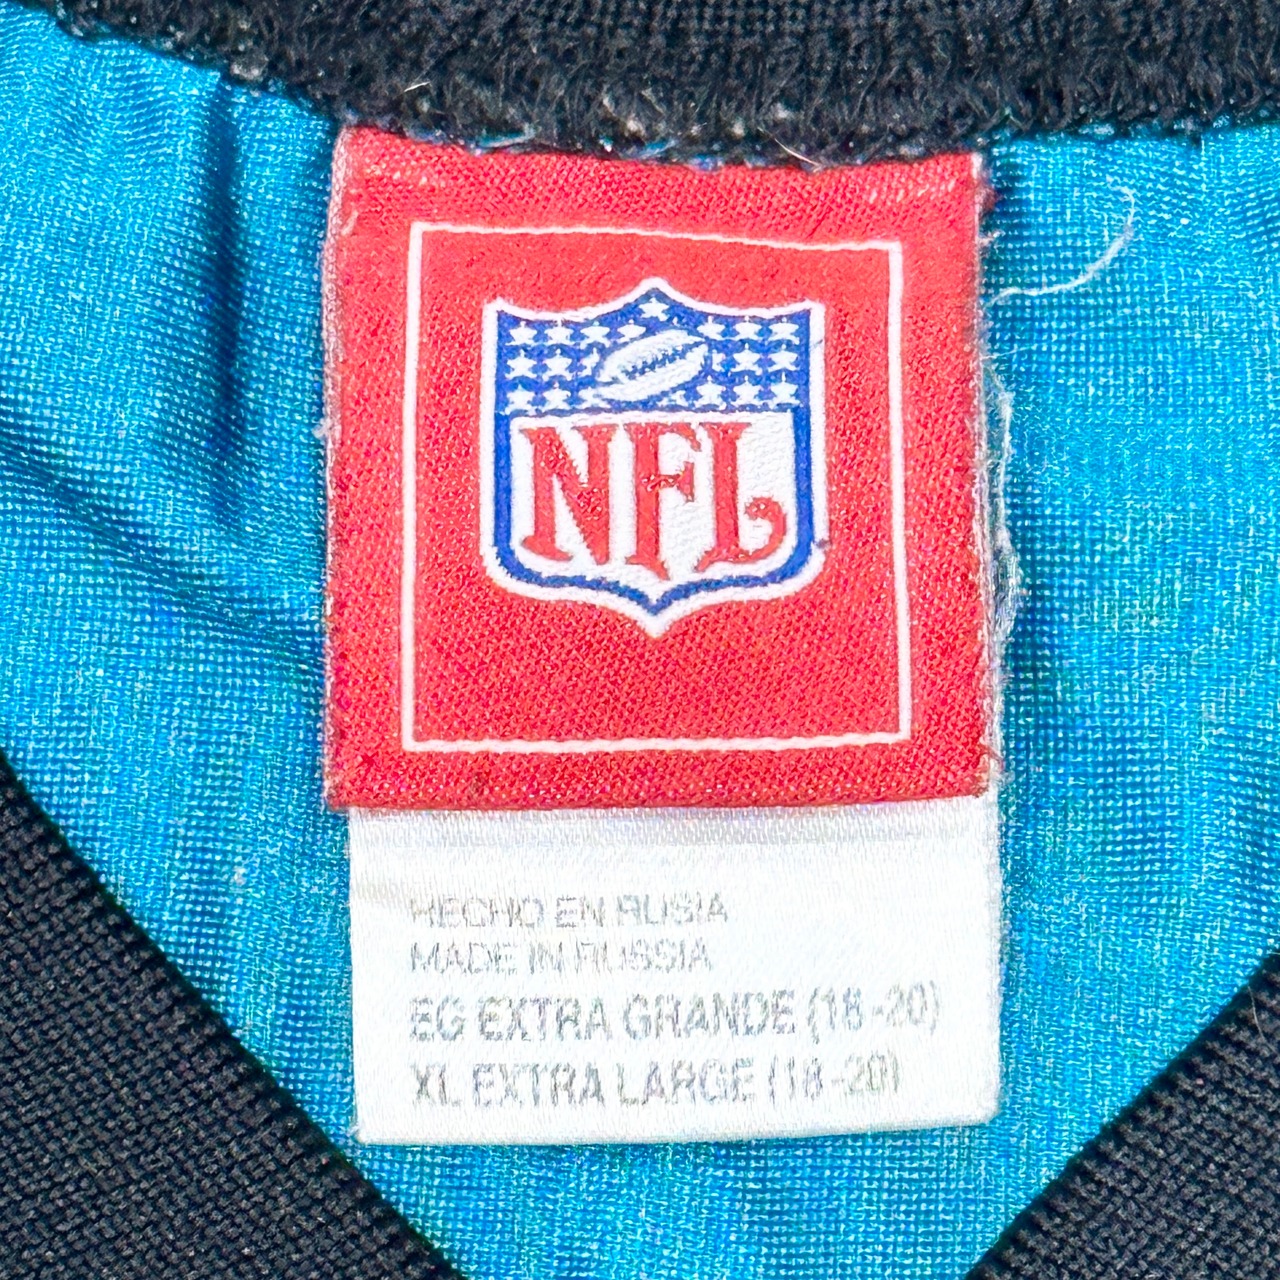 NFL
HECHO EN RUSIA
MADE IN RUSSIA
EG EXTRA GRANDE (18-20)
XL EXTRA LARGE (18-20)